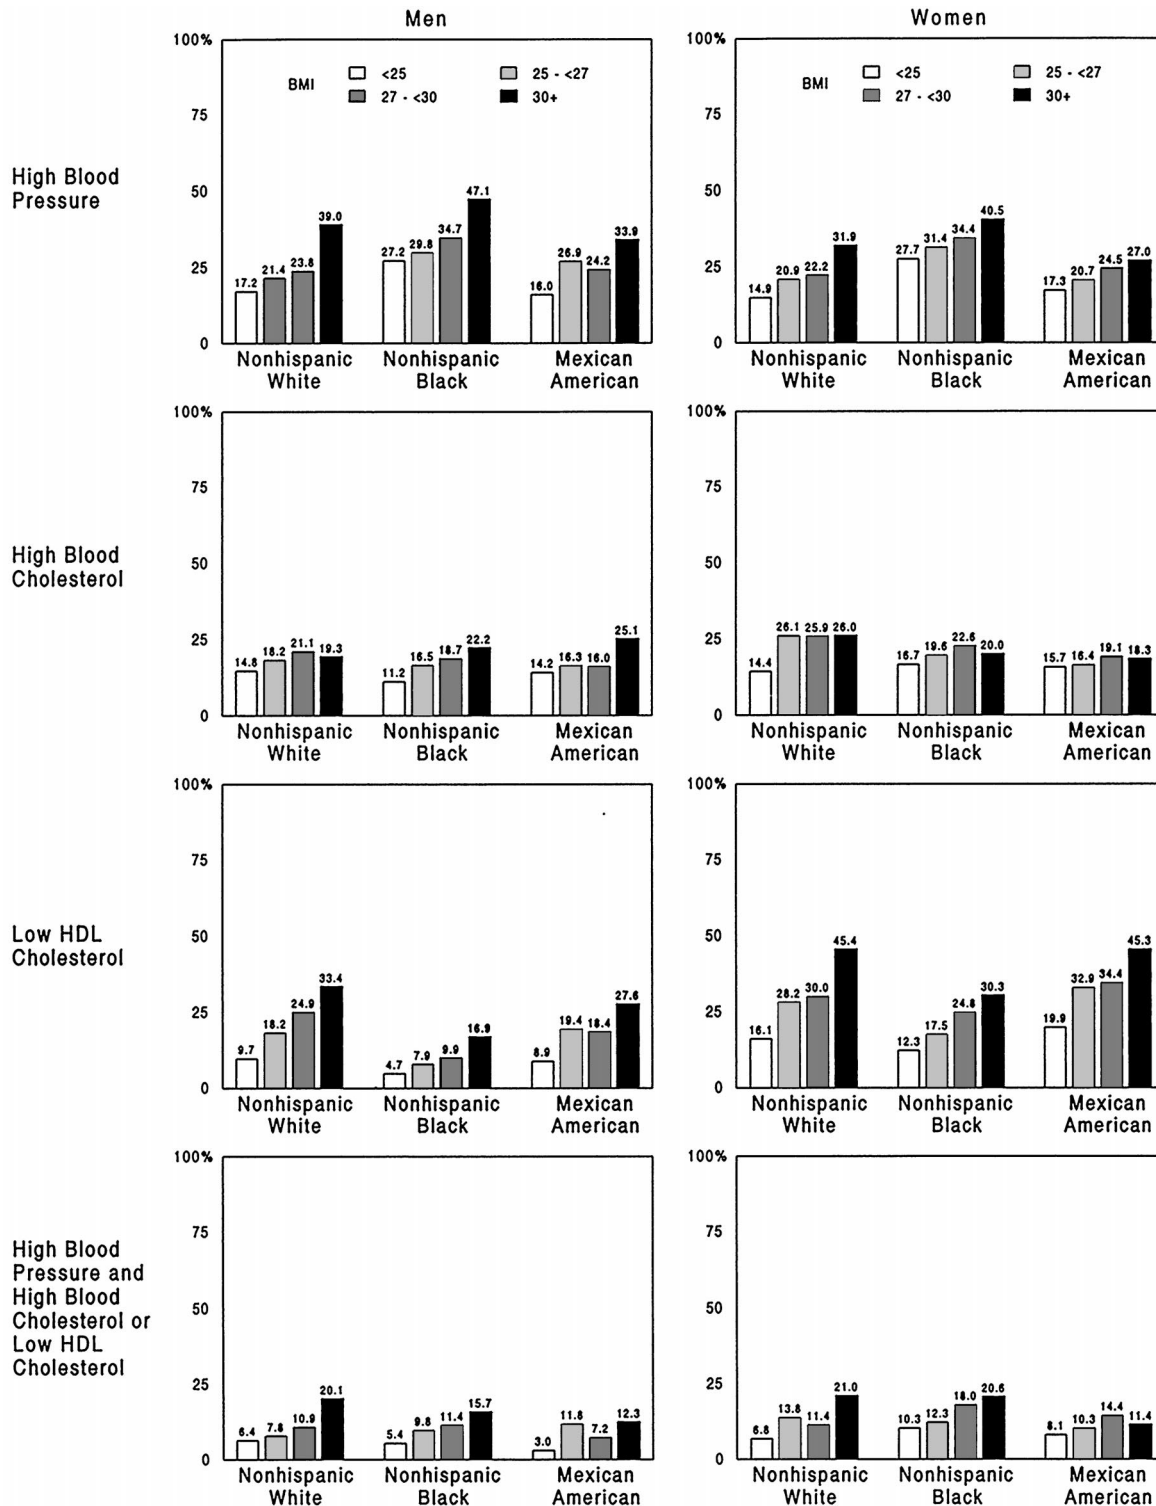 Men
Women
100%
BMI
<25
25 - <27
27 - <30
30+
75
50
25
0
High Blood
Pressure
17.2 21.4 23.8 39.0
27.2 29.8 34.7 47.1
16.0 26.9 24.2 33.9
Nonhispanic Nonhispanic Mexican
White Black American
100%
BMI
<25
25 - <27
27 - <30
30+
75
50
25
0
14.9 20.9 22.2 31.9
27.7 31.4 34.4 40.5
17.3 20.7 24.5 27.0
Nonhispanic Nonhispanic Mexican
White Black American
High Blood
Cholesterol
100%
75
50
25
0
14.8 18.2 21.1 19.3
11.2 16.5 18.7 22.2
14.2 16.3 16.0 25.1
Nonhispanic Nonhispanic Mexican
White Black American
100%
75
50
25
0
14.4 26.1 25.9 26.0
16.7 19.6 22.6 20.0
15.7 16.4 19.1 18.3
Nonhispanic Nonhispanic Mexican
White Black American
Low HDL
Cholesterol
100%
75
50
25
0
9.7 18.2 24.9 33.4
4.7 7.9 9.9 16.9
8.9 19.4 18.4 27.6
Nonhispanic Nonhispanic Mexican
White Black American
100%
75
50
25
0
16.1 28.2 30.0 45.4
12.3 17.5 24.8 30.3
19.9 32.9 34.4 45.3
Nonhispanic Nonhispanic Mexican
White Black American
High Blood
Pressure and
High Blood
Cholesterol or
Low HDL
Cholesterol
100%
75
50
25
0
6.4 7.8 10.9 20.1
5.4 9.8 11.4 15.7
3.0 11.8 7.2 12.3
Nonhispanic Nonhispanic Mexican
White Black American
100%
75
50
25
0
6.8 13.8 11.4 21.0
10.3 12.3 18.0 20.6
8.1 10.3 14.4 11.4
Nonhispanic Nonhispanic Mexican
White Black American